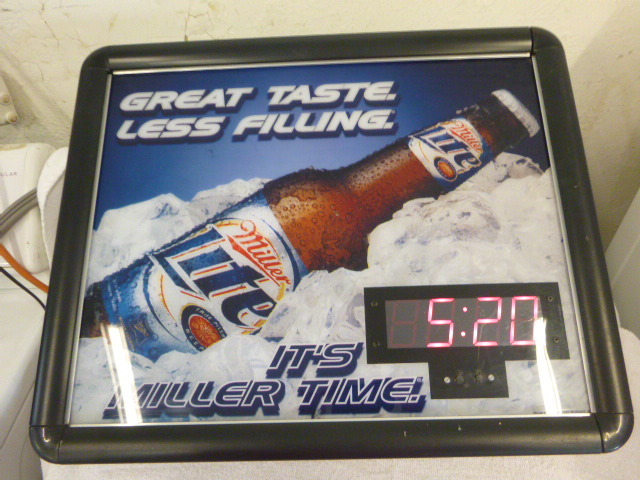 GREAT TASTE.
LESS FILLING.
Miller
Lite
Miller
Lite
5:20
IT'S
MILLER TIME!